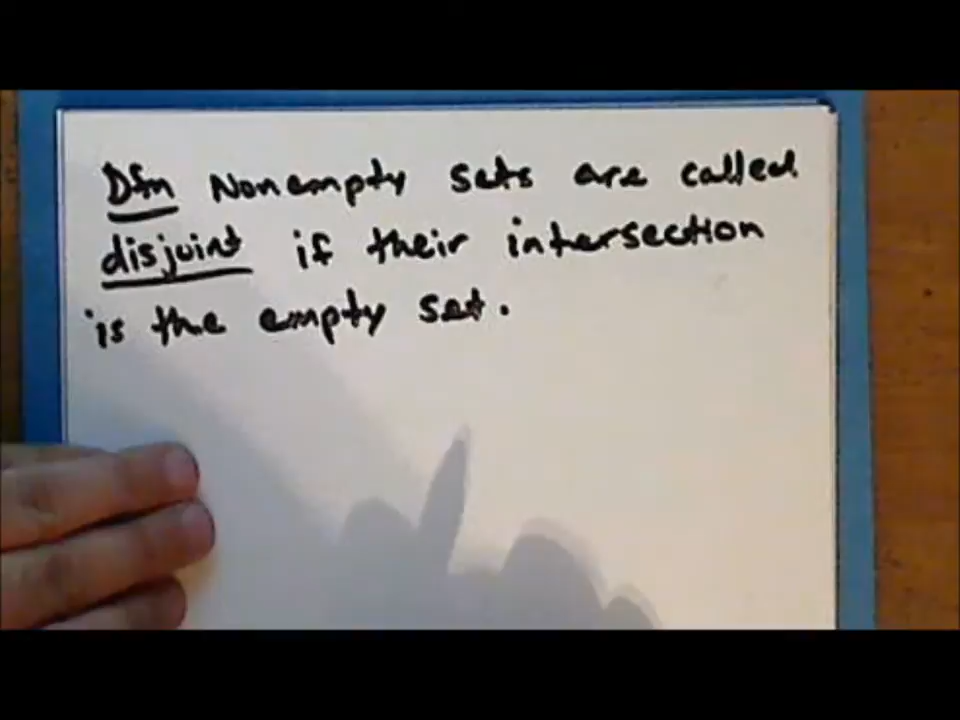 Dfn Nonempty sets are called
disjoint if their intersection
is the empty set.